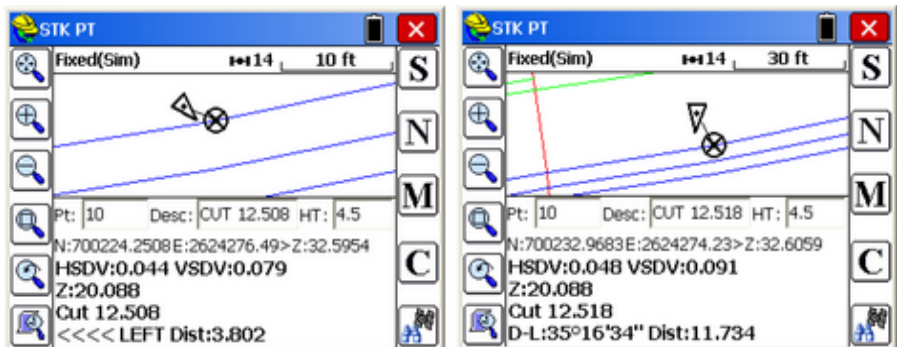 STK PT
Fixed(Sim) 14 10 ft
S
N
M
C
Pt: 10 Desc: CUT 12.508 HT: 4.5
N:700224.2508 E:2624276.49> Z:32.5954
HSDV:0.044 VSDV:0.079
Z:20.088
Cut 12.508
<<<< LEFT Dist:3.802
STK PT
Fixed(Sim) 14 30 ft
S
N
M
C
Pt: 10 Desc: CUT 12.518 HT: 4.5
N:700232.9683 E:2624274.23> Z:32.6059
HSDV:0.048 VSDV:0.091
Z:20.088
Cut 12.518
D-L:35°16'34" Dist:11.734